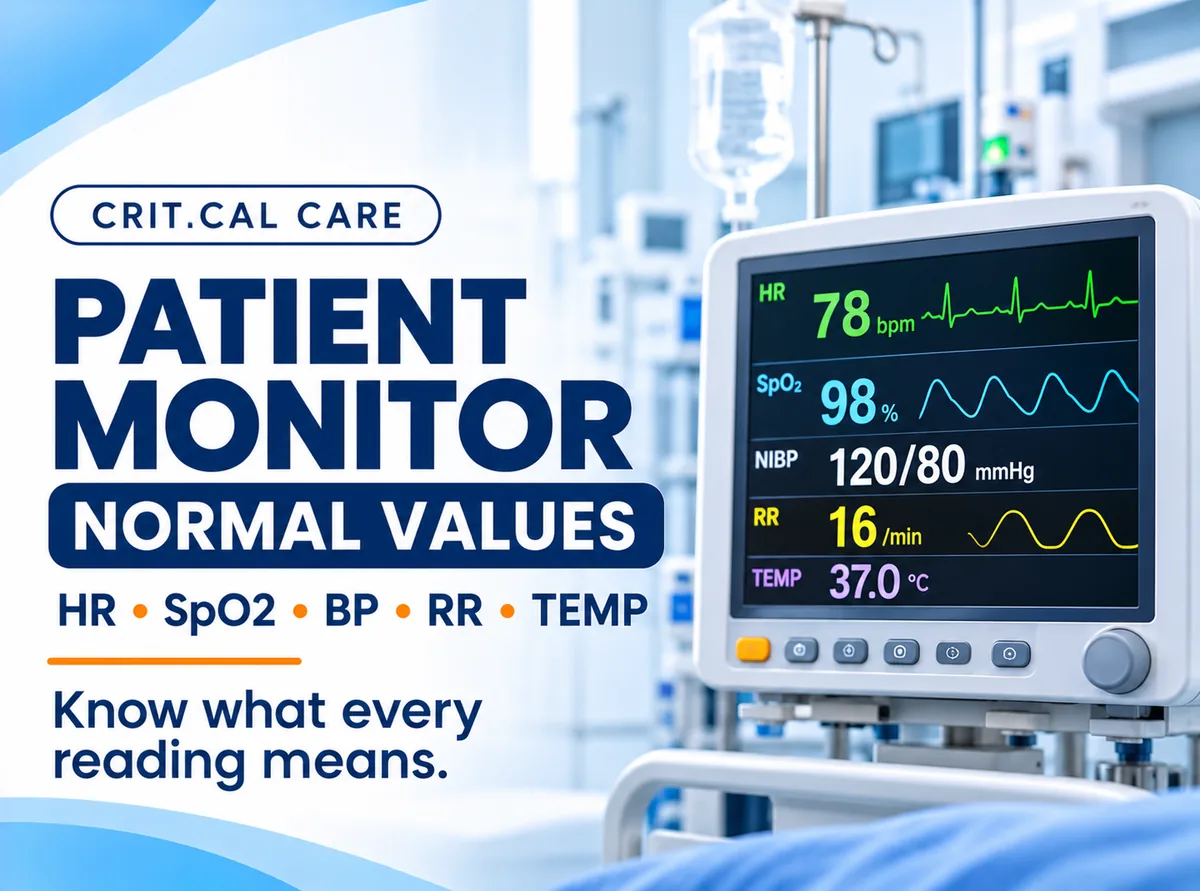 CRIT.CAL CARE
PATIENT
MONITOR
NORMAL VALUES
HR • SpO2 • BP • RR • TEMP
Know what every
reading means.
HR 78 bpm
SpO₂ 98 %
NIBP 120/80 mmHg
RR 16 /min
TEMP 37.0 °C